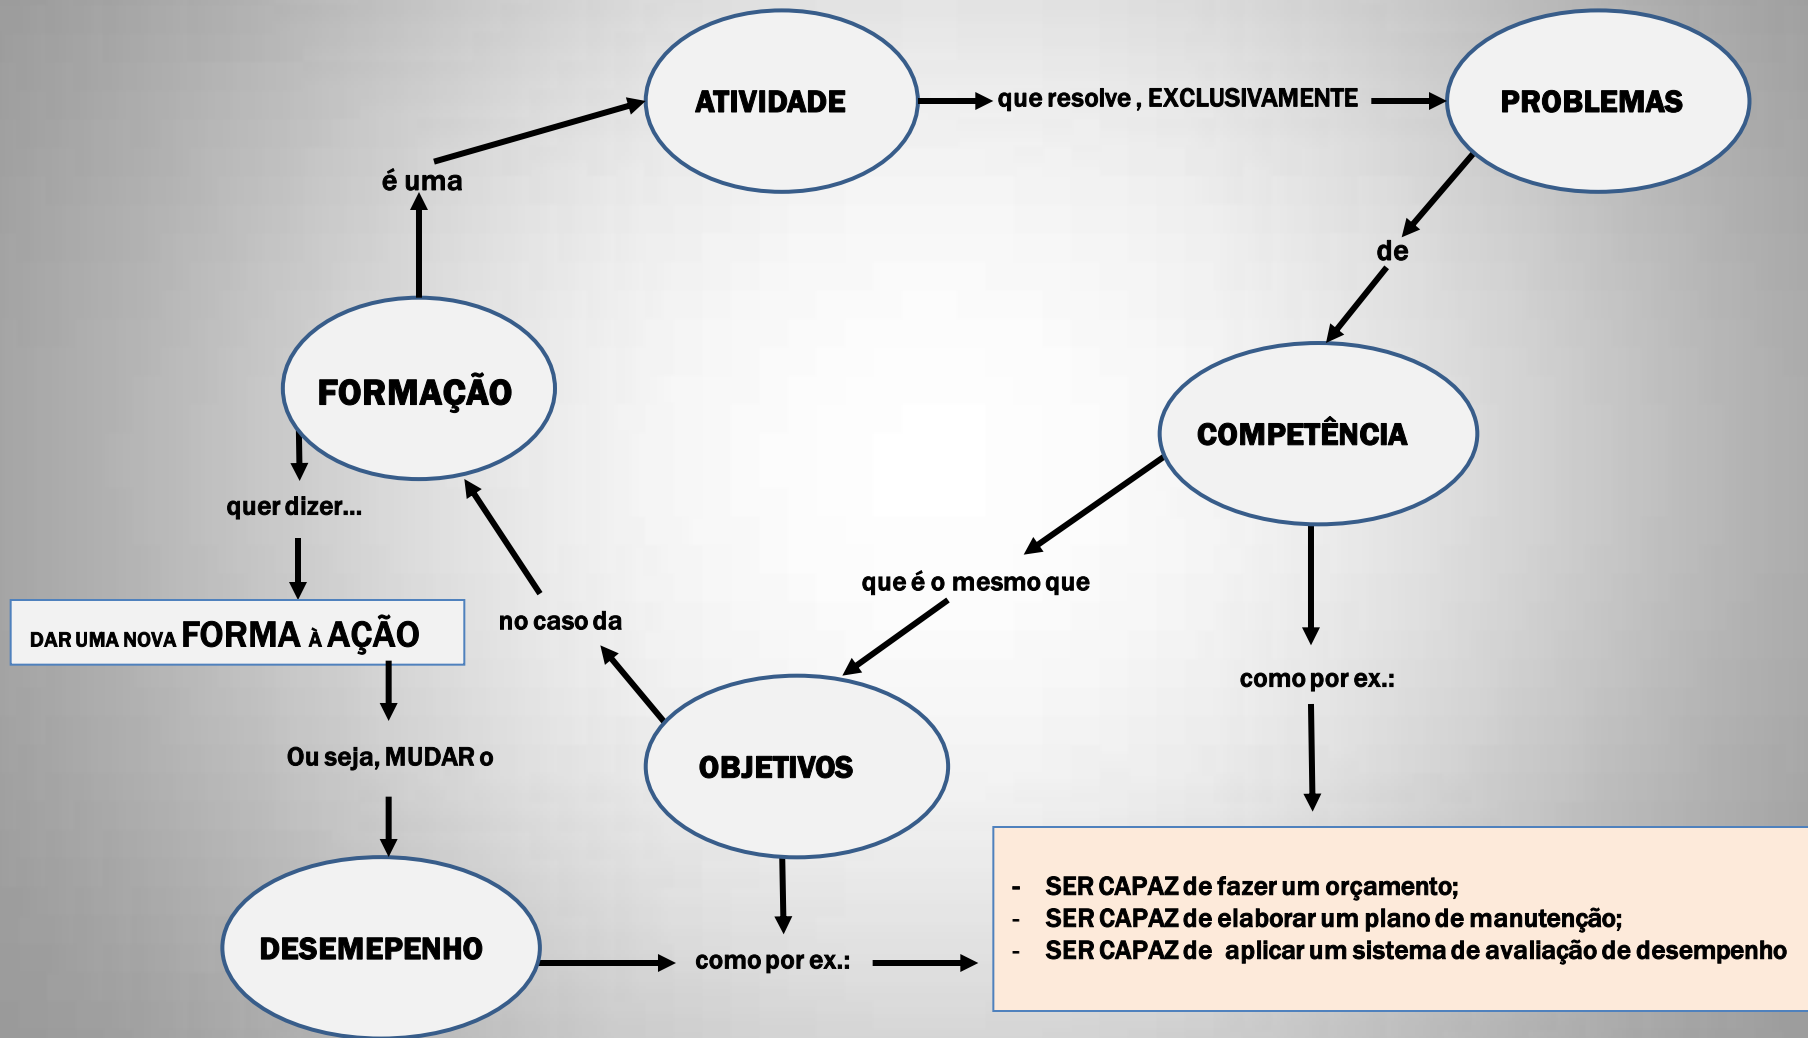 ATIVIDADE
que resolve , EXCLUSIVAMENTE
PROBLEMAS
é uma
de
FORMAÇÃO
COMPETÊNCIA
quer dizer...
que é o mesmo que
no caso da
DAR UMA NOVA FORMA À AÇÃO
como por ex.:
Ou seja, MUDAR o
OBJETIVOS
DESEMEPENHO
como por ex.:
- SER CAPAZ de fazer um orçamento;
- SER CAPAZ de elaborar um plano de manutenção;
- SER CAPAZ de aplicar um sistema de avaliação de desempenho